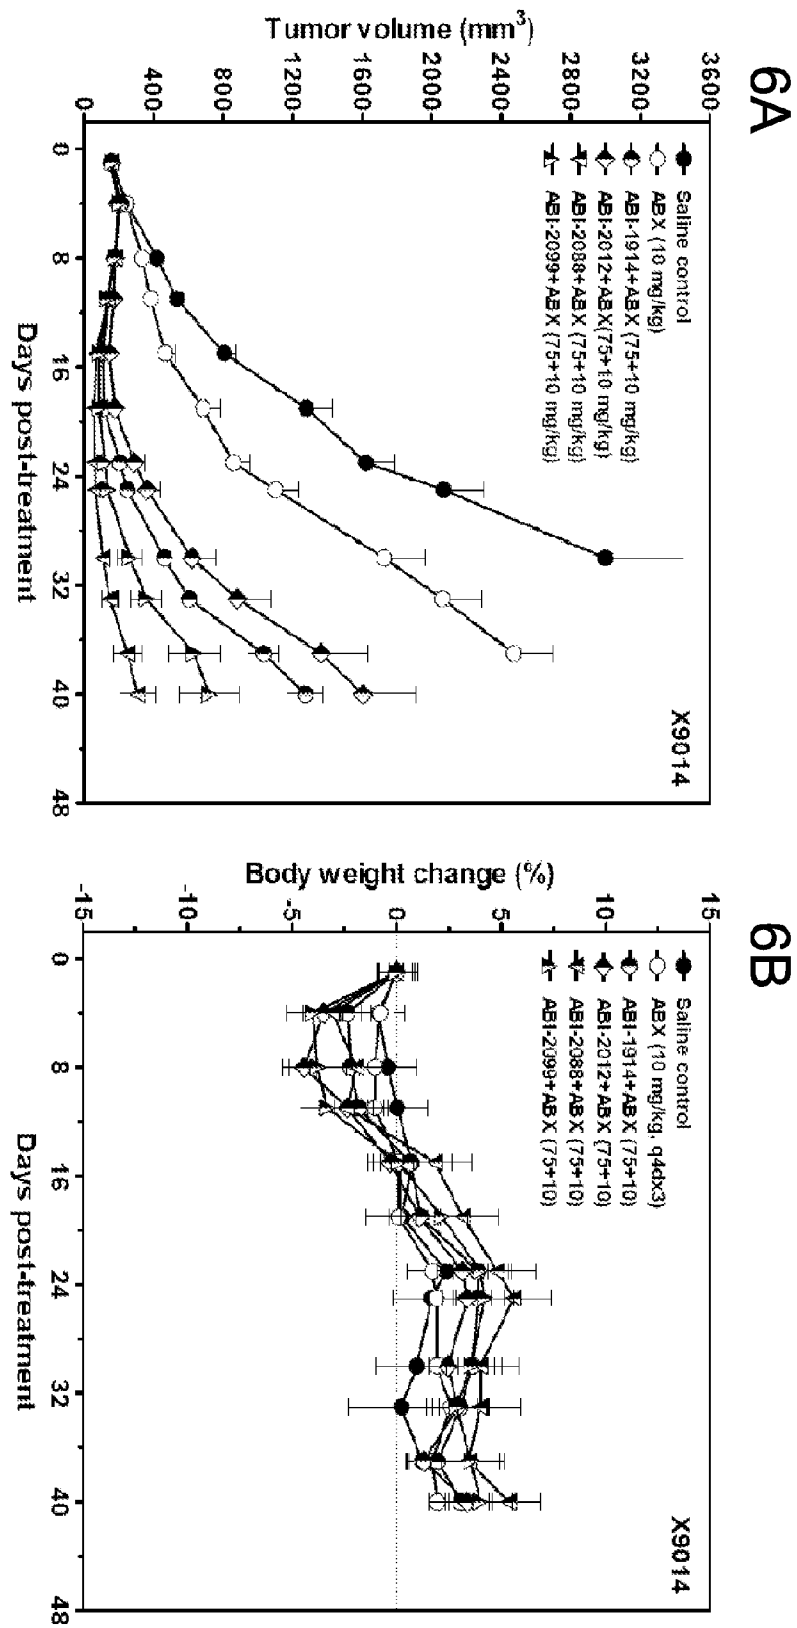 6A
Tumor volume (mm³)
3600
3200
2800
2400
2000
1600
1200
800
400
0
Saline control
ABX (10 mg/kg)
ABI-1914+ABX (75+10 mg/kg)
ABI-2012+ABX(75+10 mg/kg)
ABI-2088+ABX (75+10 mg/kg)
ABI-2099+ABX (75+10 mg/kg)
X9014
0 8 16 24 32 40 48
Days post-treatment
6B
Body weight change (%)
15
10
5
0
-5
-10
-15
Saline control
ABX (10 mg/kg, q4dx3)
ABI-1914+ABX (75+10)
ABI-2012+ABX (75+10)
ABI-2088+ABX (75+10)
ABI-2099+ABX (75+10)
X9014
0 8 16 24 32 40 48
Days post-treatment